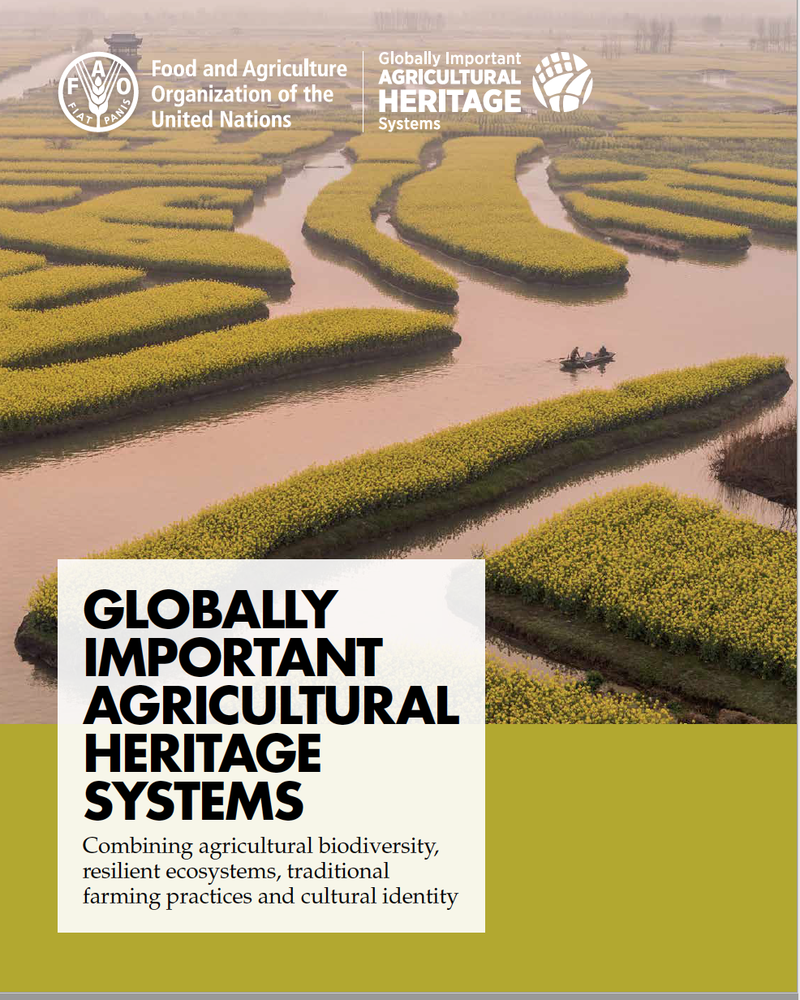 FAO
FIAT PANIS
Food and Agriculture
Organization of the
United Nations
Globally Important
AGRICULTURAL
HERITAGE
Systems
GLOBALLY
IMPORTANT
AGRICULTURAL
HERITAGE
SYSTEMS
Combining agricultural biodiversity,
resilient ecosystems, traditional
farming practices and cultural identity